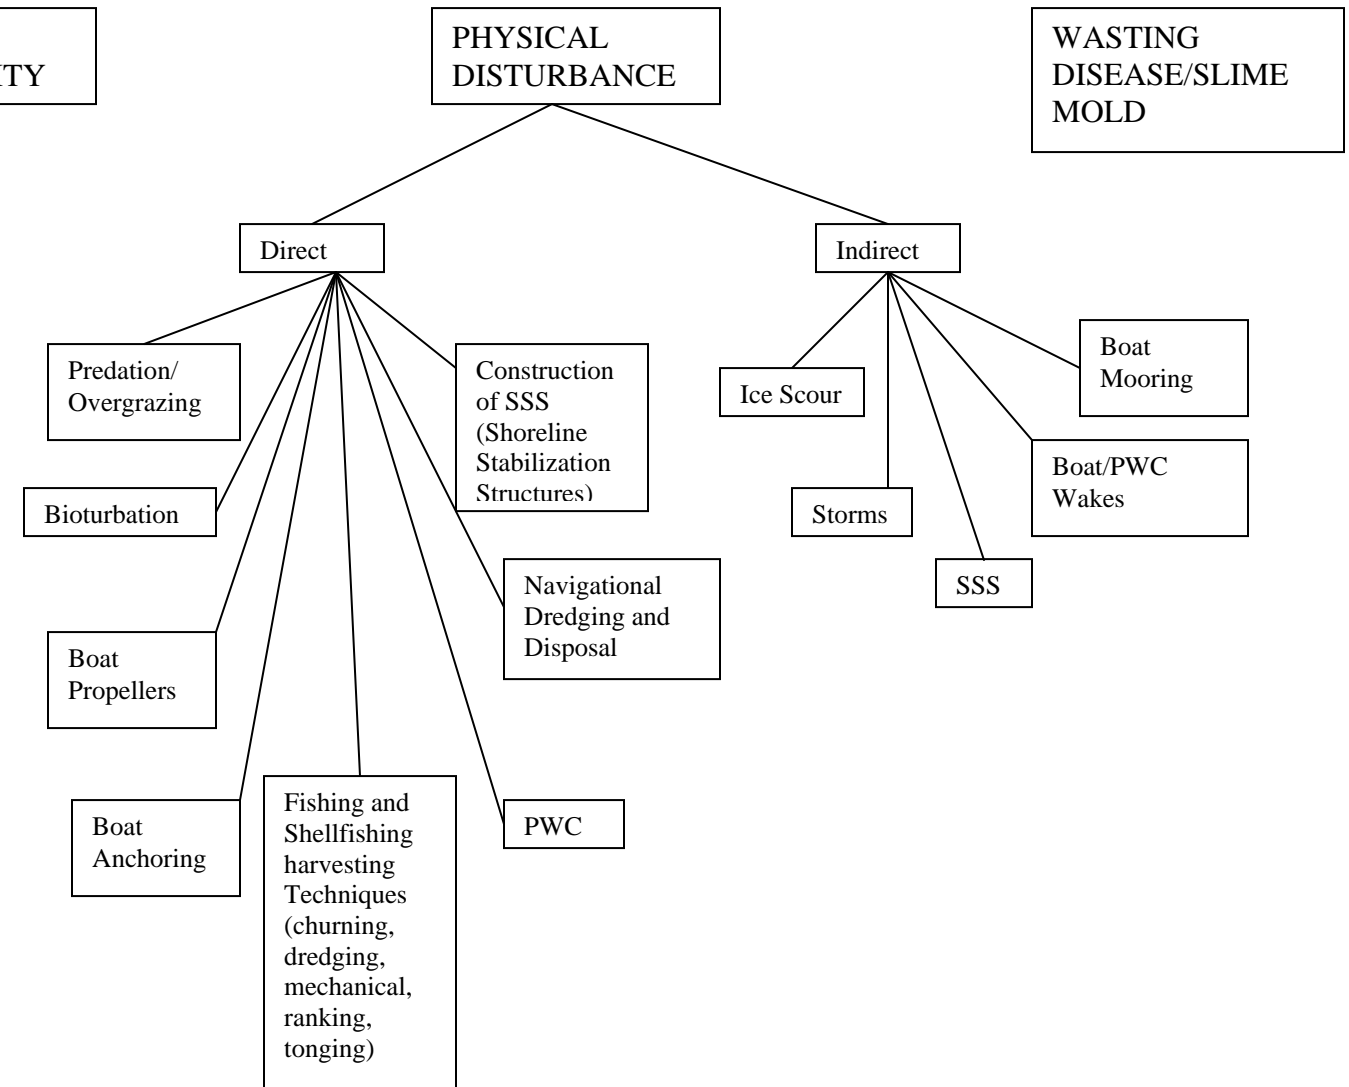 ITY
PHYSICAL
DISTURBANCE
WASTING
DISEASE/SLIME
MOLD
Direct
Indirect
Predation/
Overgrazing
Construction
of SSS
(Shoreline
Stabilization
Structures)
Ice Scour
Boat
Mooring
Bioturbation
Storms
Boat/PWC
Wakes
SSS
Navigational
Dredging and
Disposal
Boat
Propellers
Boat
Anchoring
Fishing and
Shellfishing
harvesting
Techniques
(churning,
dredging,
mechanical,
ranking,
tonging)
PWC